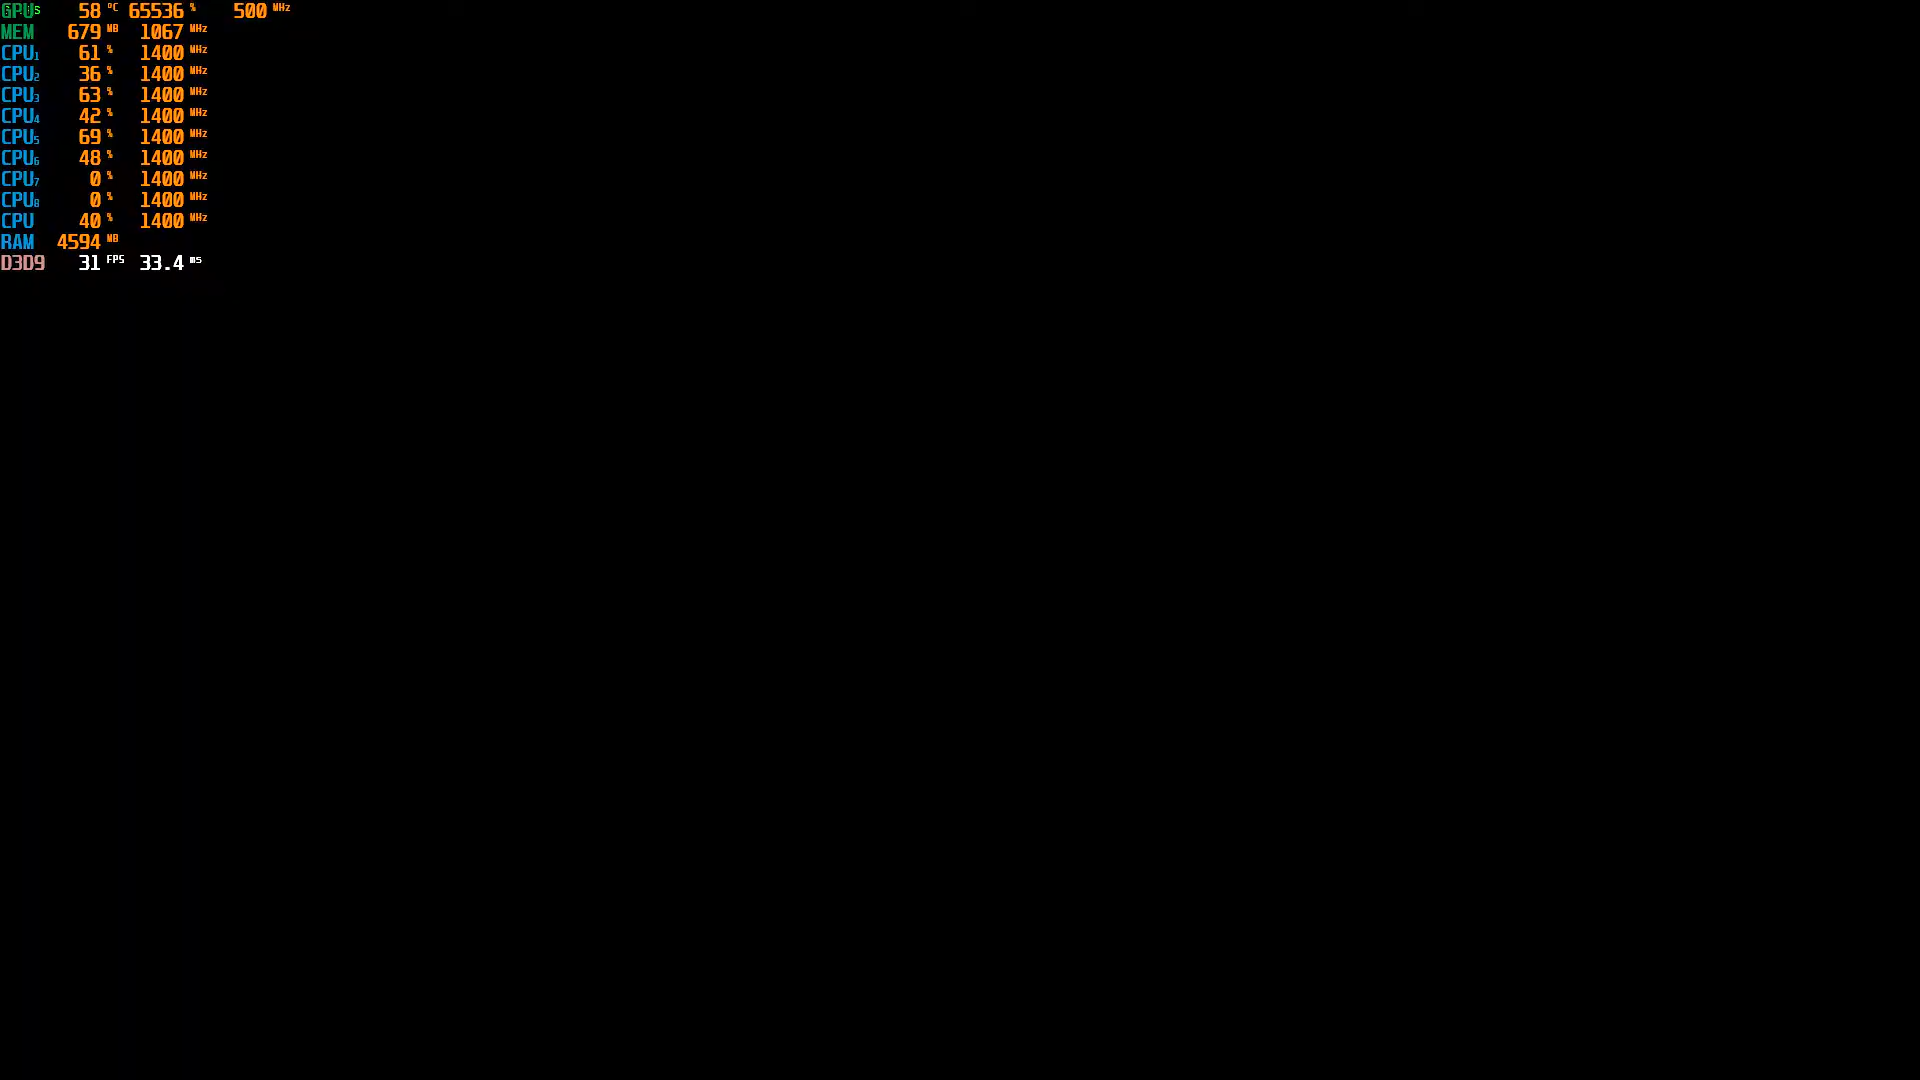 GPU 58 °C 65536 % 500 MHz
MEM 679 MB 1067 MHz
CPU1 61 % 1400 MHz
CPU2 36 % 1400 MHz
CPU3 63 % 1400 MHz
CPU4 42 % 1400 MHz
CPU5 69 % 1400 MHz
CPU6 48 % 1400 MHz
CPU7 0 % 1400 MHz
CPU8 0 % 1400 MHz
CPU 40 % 1400 MHz
RAM 4594 MB
D3D9 31 FPS 33.4 ms